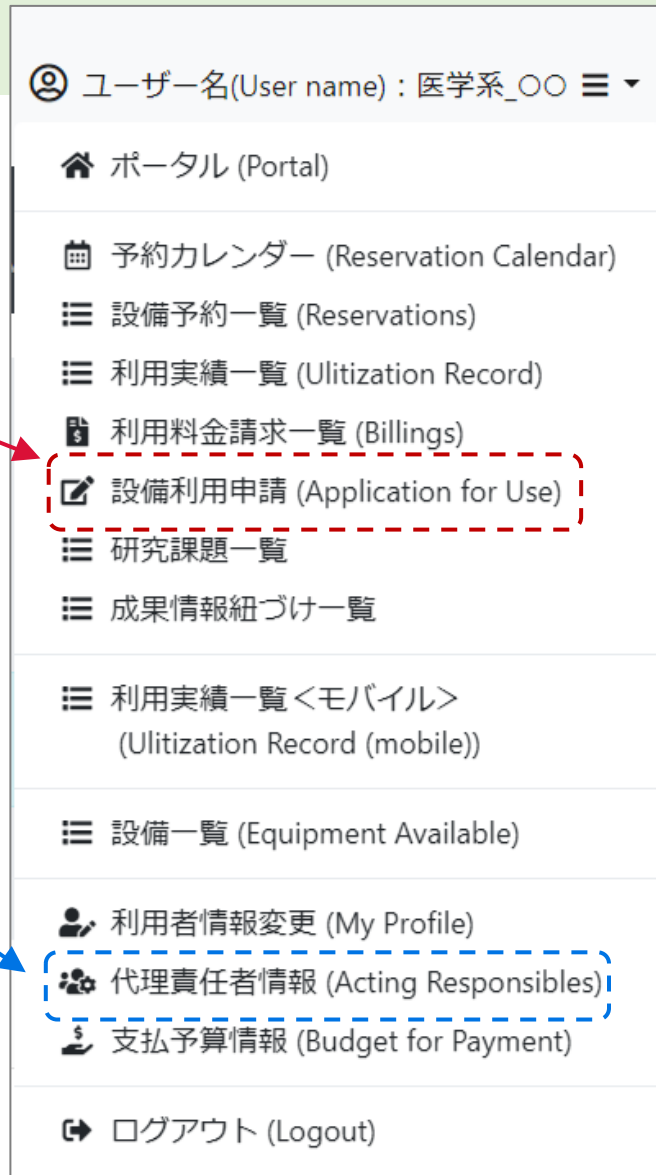 ユーザー名(User name)：医学系_○○
ポータル (Portal)
予約カレンダー (Reservation Calendar)
設備予約一覧 (Reservations)
利用実績一覧 (Ulitization Record)
利用料金請求一覧 (Billings)
設備利用申請 (Application for Use)
研究課題一覧
成果情報紐づけ一覧
利用実績一覧＜モバイル＞
(Ulitization Record (mobile))
設備一覧 (Equipment Available)
利用者情報変更 (My Profile)
代理責任者情報 (Acting Responsibles)
支払予算情報 (Budget for Payment)
ログアウト (Logout)